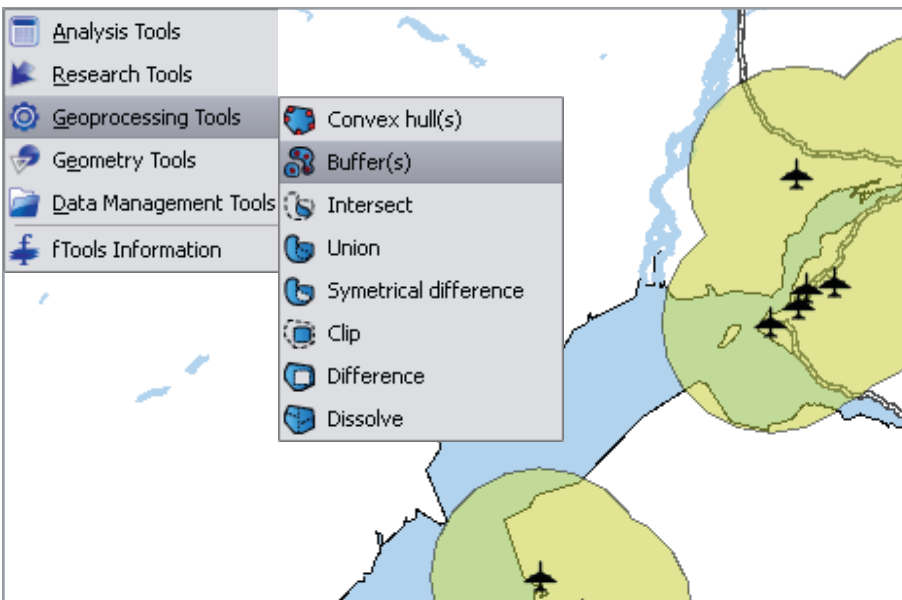 Analysis Tools
Research Tools
Geoprocessing Tools
Geometry Tools
Data Management Tools
fTools Information
Convex hull(s)
Buffer(s)
Intersect
Union
Symetrical difference
Clip
Difference
Dissolve